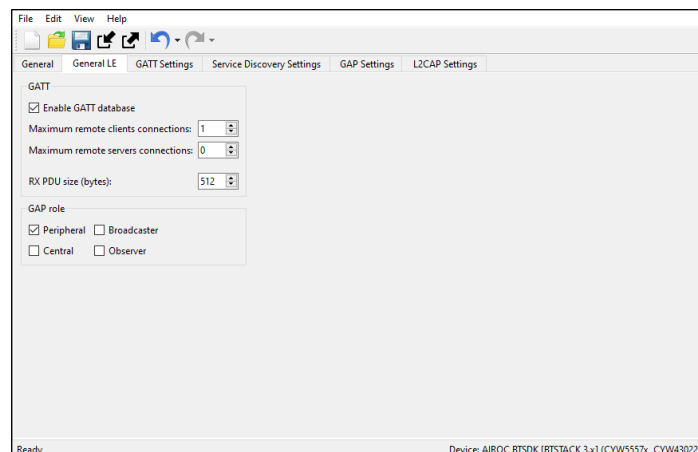 File Edit View Help
General General LE GATT Settings Service Discovery Settings GAP Settings L2CAP Settings
GATT
Enable GATT database
Maximum remote clients connections: 1
Maximum remote servers connections: 0
RX PDU size (bytes): 512
GAP role
Peripheral Broadcaster
Central Observer
Ready Device: AIROC BTSDK [BTSTACK 3.x] (CYW5557x, CYW43022